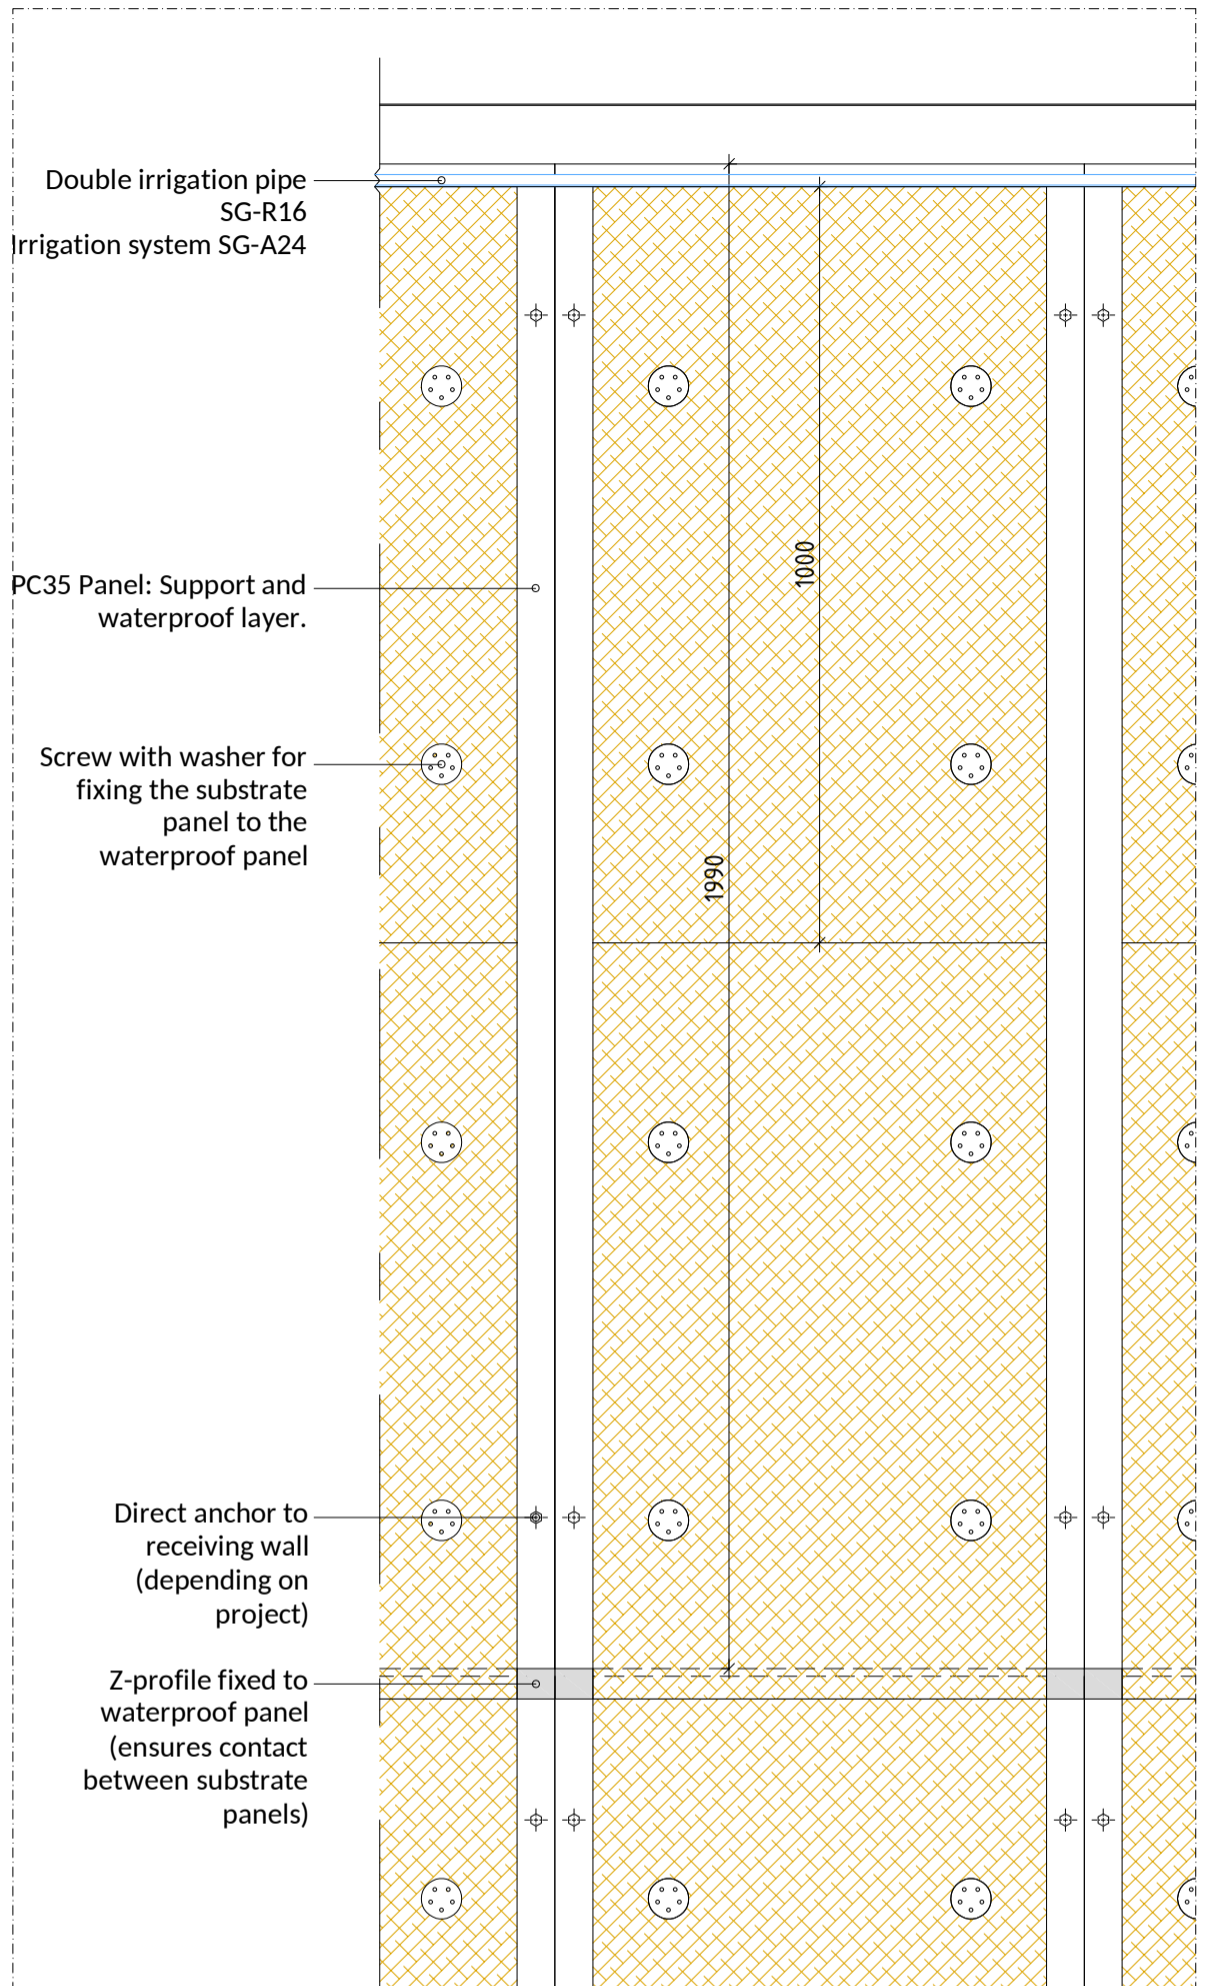 Double irrigation pipe
SG-R16
Irrigation system SG-A24
1000
PC35 Panel: Support and
waterproof layer.
Screw with washer for
fixing the substrate
panel to the
waterproof panel
1990
Direct anchor to
receiving wall
(depending on
project)
Z-profile fixed to
waterproof panel
(ensures contact
between substrate
panels)